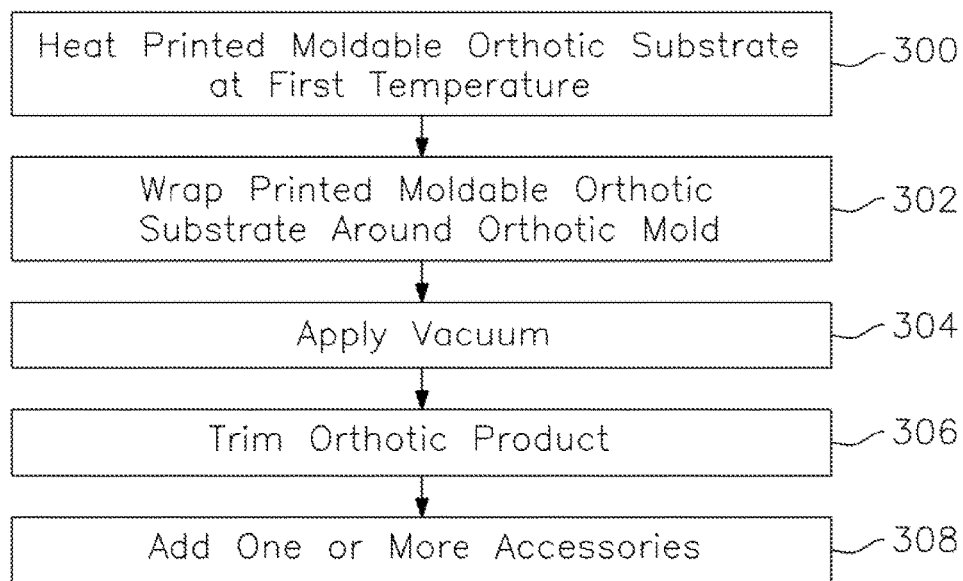 Heat Printed Moldable Orthotic Substrate
at First Temperature
300
Wrap Printed Moldable Orthotic
Substrate Around Orthotic Mold
302
Apply Vacuum
304
Trim Orthotic Product
306
Add One or More Accessories
308